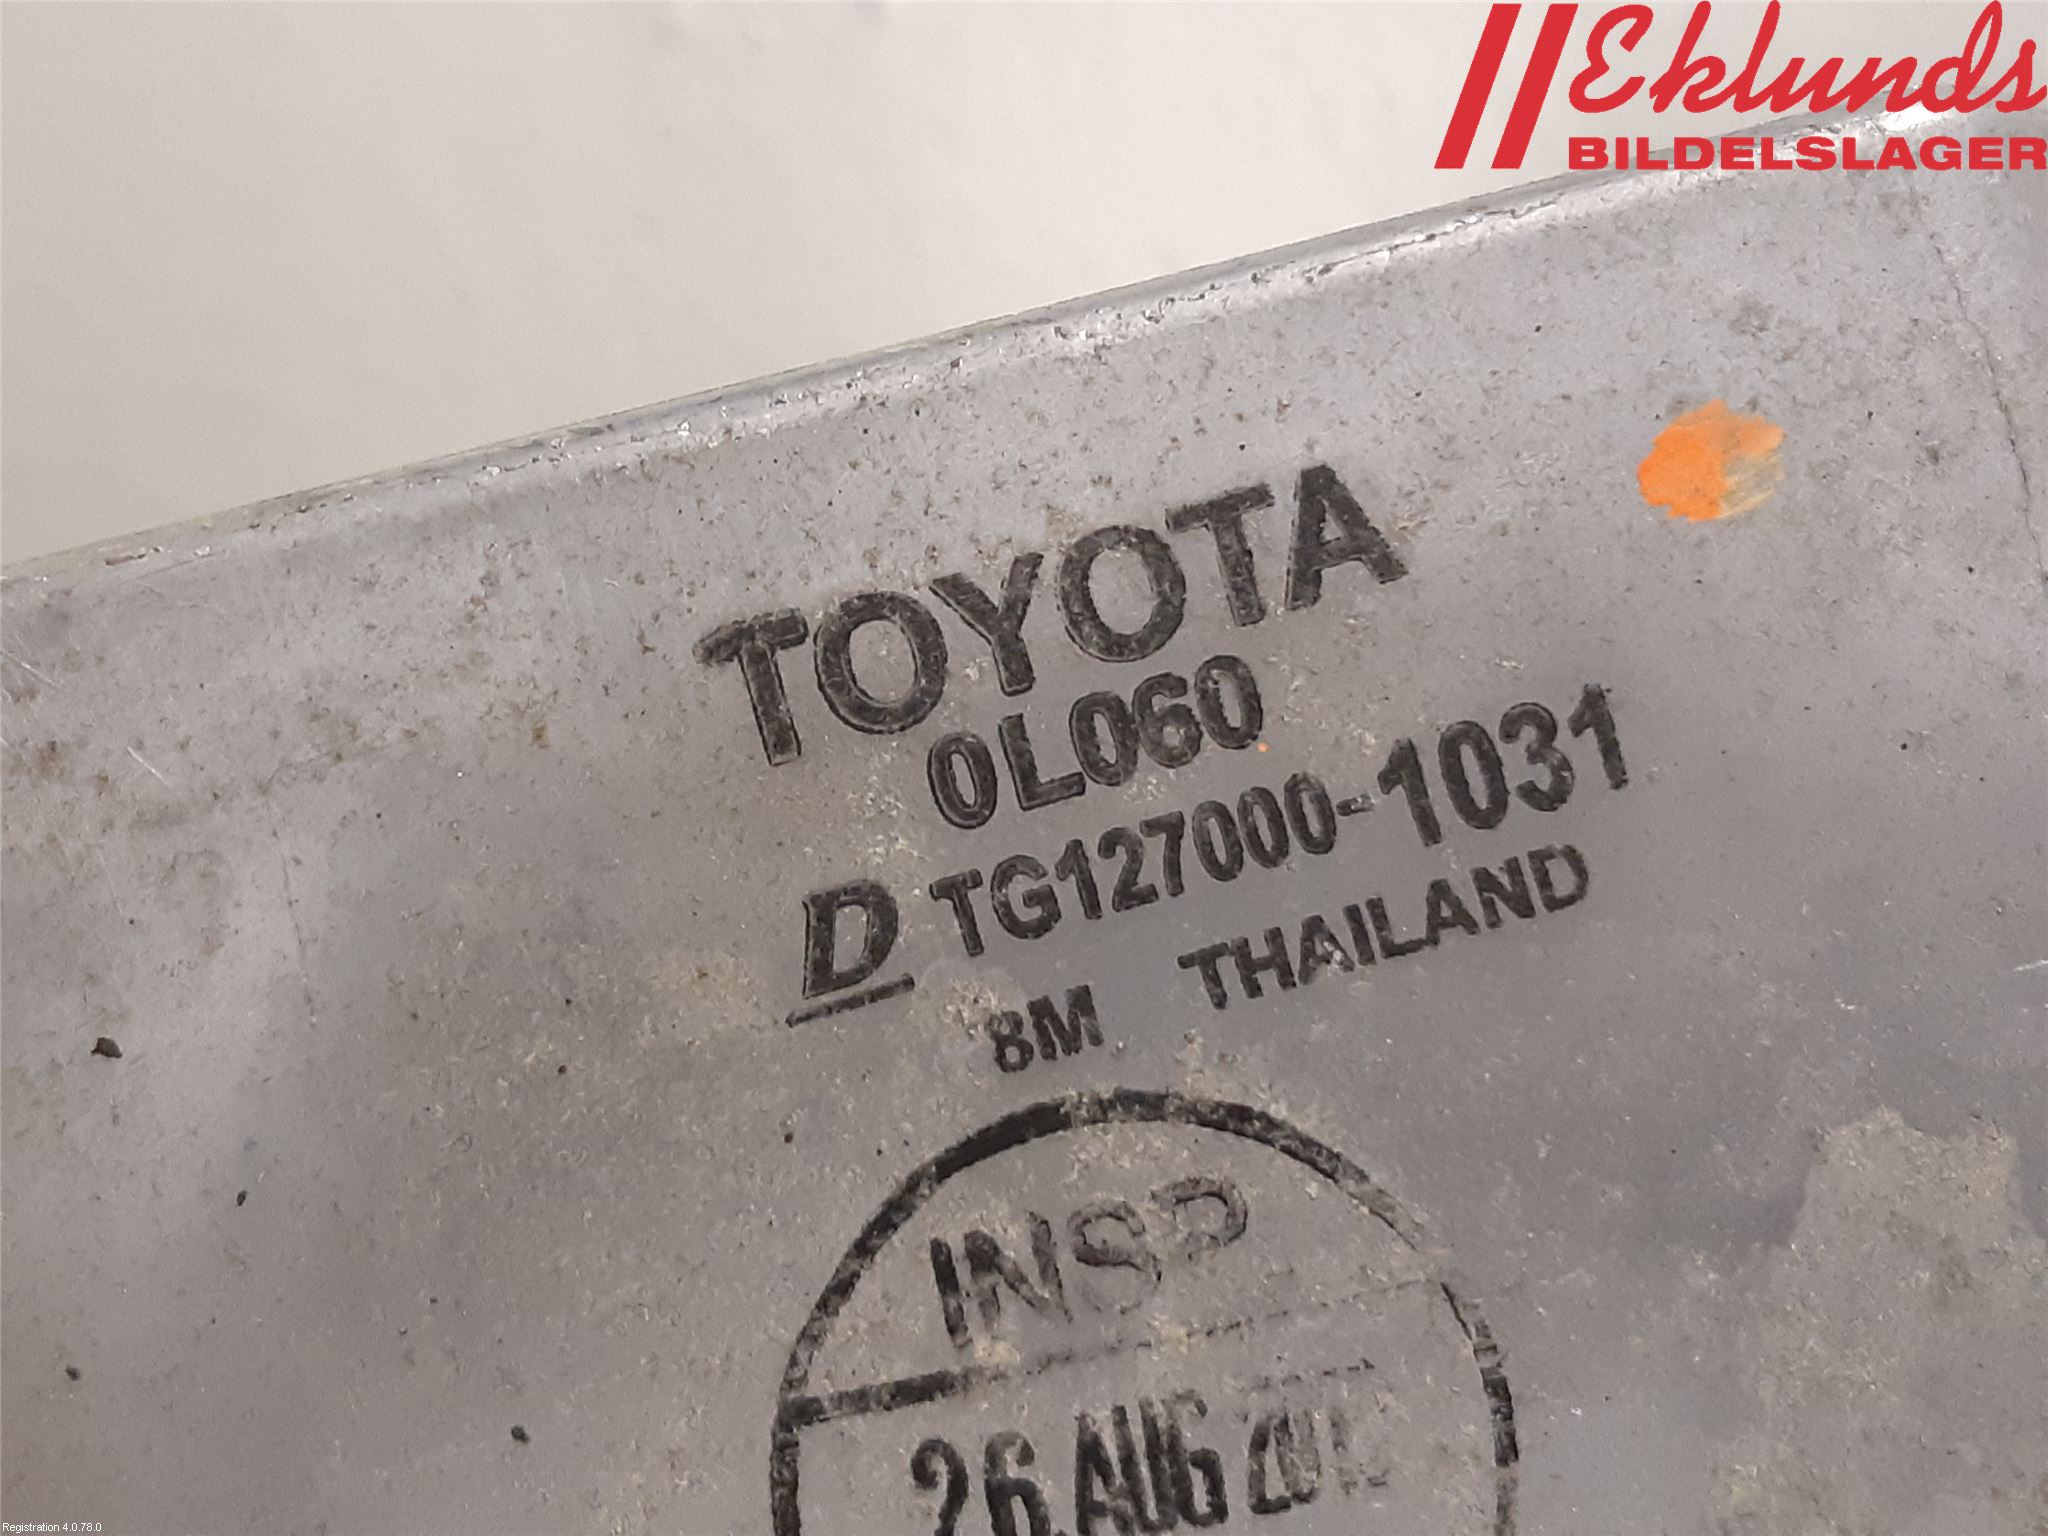 Eklunds
BILDELSLAGER
TOYOTA
0L060
D TG127000-1031
8M THAILAND
INSP
26.AUG
Registration 4.0.78.0